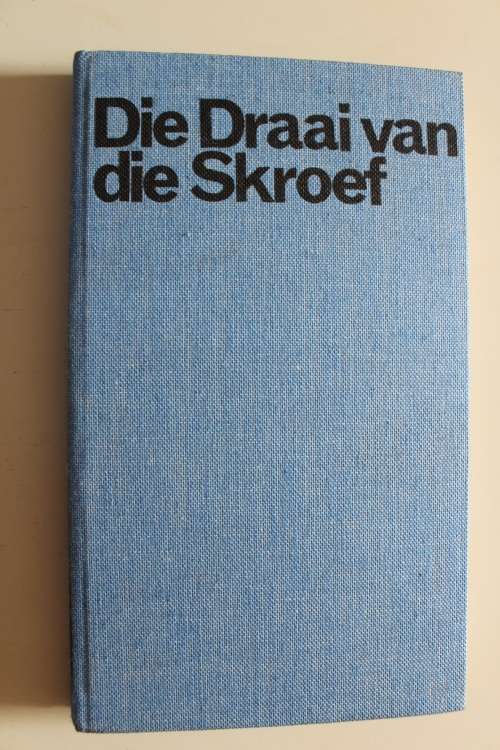 Die Draai van
die Skroef